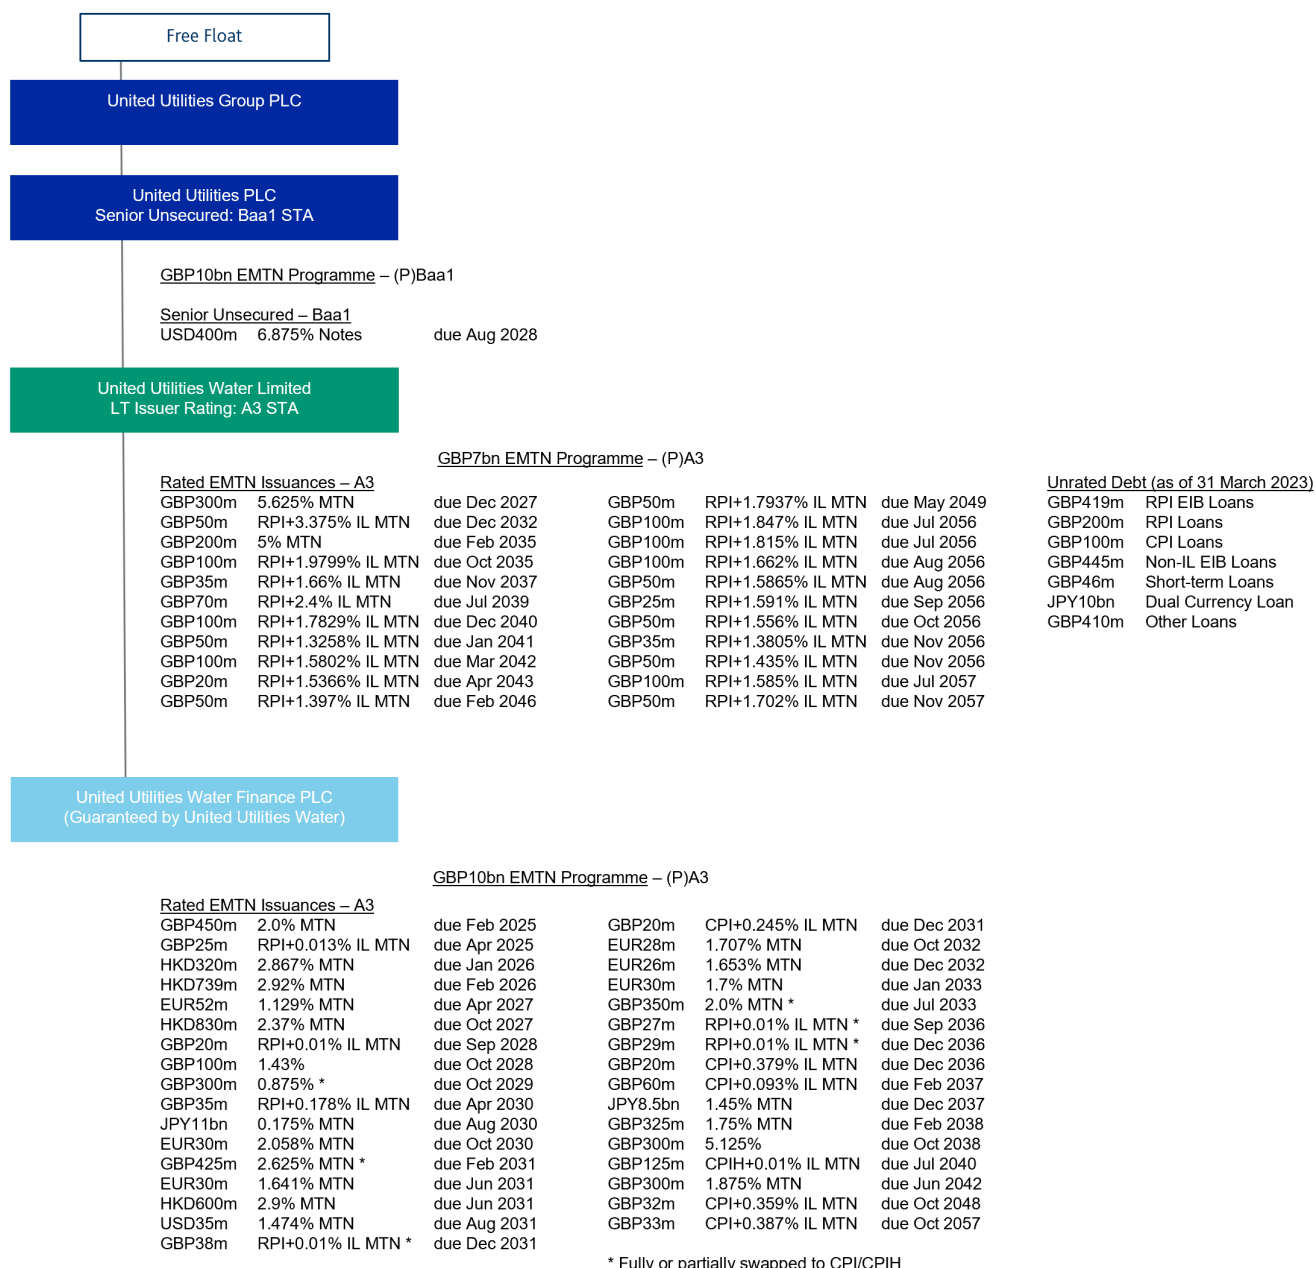 Free Float
United Utilities Group PLC
United Utilities PLC
Senior Unsecured: Baa1 STA
GBP10bn EMTN Programme – (P)Baa1
Senior Unsecured – Baa1
USD400m 6.875% Notes due Aug 2028
United Utilities Water Limited
LT Issuer Rating: A3 STA
GBP7bn EMTN Programme – (P)A3
Rated EMTN Issuances – A3
GBP300m 5.625% MTN due Dec 2027
GBP50m RPI+3.375% IL MTN due Dec 2032
GBP200m 5% MTN due Feb 2035
GBP100m RPI+1.9799% IL MTN due Oct 2035
GBP35m RPI+1.66% IL MTN due Nov 2037
GBP70m RPI+2.4% IL MTN due Jul 2039
GBP100m RPI+1.7829% IL MTN due Dec 2040
GBP50m RPI+1.3258% IL MTN due Jan 2041
GBP100m RPI+1.5802% IL MTN due Mar 2042
GBP20m RPI+1.5366% IL MTN due Apr 2043
GBP50m RPI+1.397% IL MTN due Feb 2046
GBP50m RPI+1.7937% IL MTN due May 2049
GBP100m RPI+1.847% IL MTN due Jul 2056
GBP100m RPI+1.815% IL MTN due Jul 2056
GBP100m RPI+1.662% IL MTN due Aug 2056
GBP50m RPI+1.5865% IL MTN due Aug 2056
GBP25m RPI+1.591% IL MTN due Sep 2056
GBP50m RPI+1.556% IL MTN due Oct 2056
GBP35m RPI+1.3805% IL MTN due Nov 2056
GBP50m RPI+1.435% IL MTN due Nov 2056
GBP100m RPI+1.585% IL MTN due Jul 2057
GBP50m RPI+1.702% IL MTN due Nov 2057
Unrated Debt (as of 31 March 2023)
GBP419m RPI EIB Loans
GBP200m RPI Loans
GBP100m CPI Loans
GBP445m Non-IL EIB Loans
GBP46m Short-term Loans
JPY10bn Dual Currency Loan
GBP410m Other Loans
United Utilities Water Finance PLC
(Guaranteed by United Utilities Water)
GBP10bn EMTN Programme – (P)A3
Rated EMTN Issuances – A3
GBP450m 2.0% MTN due Feb 2025
GBP25m RPI+0.013% IL MTN due Apr 2025
HKD320m 2.867% MTN due Jan 2026
HKD739m 2.92% MTN due Feb 2026
EUR52m 1.129% MTN due Apr 2027
HKD830m 2.37% MTN due Oct 2027
GBP20m RPI+0.01% IL MTN due Sep 2028
GBP100m 1.43% due Oct 2028
GBP300m 0.875% * due Oct 2029
GBP35m RPI+0.178% IL MTN due Apr 2030
JPY11bn 0.175% MTN due Aug 2030
EUR30m 2.058% MTN due Oct 2030
GBP425m 2.625% MTN * due Feb 2031
EUR30m 1.641% MTN due Jun 2031
HKD600m 2.9% MTN due Jun 2031
USD35m 1.474% MTN due Aug 2031
GBP38m RPI+0.01% IL MTN * due Dec 2031
GBP20m CPI+0.245% IL MTN due Dec 2031
EUR28m 1.707% MTN due Oct 2032
EUR26m 1.653% MTN due Dec 2032
EUR30m 1.7% MTN due Jan 2033
GBP350m 2.0% MTN * due Jul 2033
GBP27m RPI+0.01% IL MTN * due Sep 2036
GBP29m RPI+0.01% IL MTN * due Dec 2036
GBP20m CPI+0.379% IL MTN due Dec 2036
GBP60m CPI+0.093% IL MTN due Feb 2037
JPY8.5bn 1.45% MTN due Dec 2037
GBP325m 1.75% MTN due Feb 2038
GBP300m 5.125% due Oct 2038
GBP125m CPIH+0.01% IL MTN due Jul 2040
GBP300m 1.875% MTN due Jun 2042
GBP32m CPI+0.359% IL MTN due Oct 2048
GBP33m CPI+0.387% IL MTN due Oct 2057
* Fully or partially swapped to CPI/CPIH